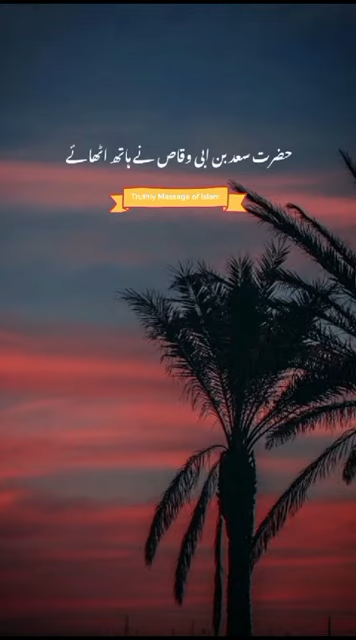 حضرت سعد بن ابی وقاص نے ہاتھ اٹھائے
Truthly Massage of Islam